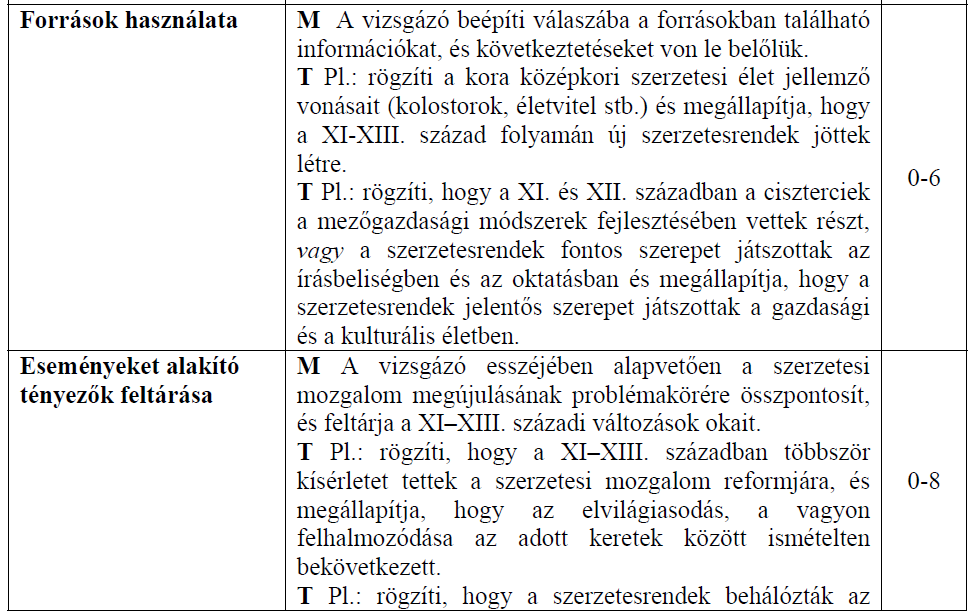 Források használata
M A vizsgázó beépíti válaszába a forrásokban található
információkat, és következtetéseket von le belőlük.
T Pl.: rögzíti a kora középkori szerzetesi élet jellemző
vonásait (kolostorok, életvitel stb.) és megállapítja, hogy
a XI-XIII. század folyamán új szerzetesrendek jöttek
létre.
T Pl.: rögzíti, hogy a XI. és XII. században a ciszterciek
a mezőgazdasági módszerek fejlesztésében vettek részt,
vagy a szerzetesrendek fontos szerepet játszottak az
írásbeliségben és az oktatásban és megállapítja, hogy a
szerzetesrendek jelentős szerepet játszottak a gazdasági
és a kulturális életben.
0-6
Eseményeket alakító
tényezők feltárása
M A vizsgázó esszéjében alapvetően a szerzetesi
mozgalom megújulásának problémakörére összpontosít,
és feltárja a XI–XIII. századi változások okait.
T Pl.: rögzíti, hogy a XI–XIII. században többször
kísérletet tettek a szerzetesi mozgalom reformjára, és
megállapítja, hogy az elvilágiasodás, a vagyon
felhalmozódása az adott keretek között ismételten
bekövetkezett.
T Pl.: rögzíti, hogy a szerzetesrendek behálózták az
0-8